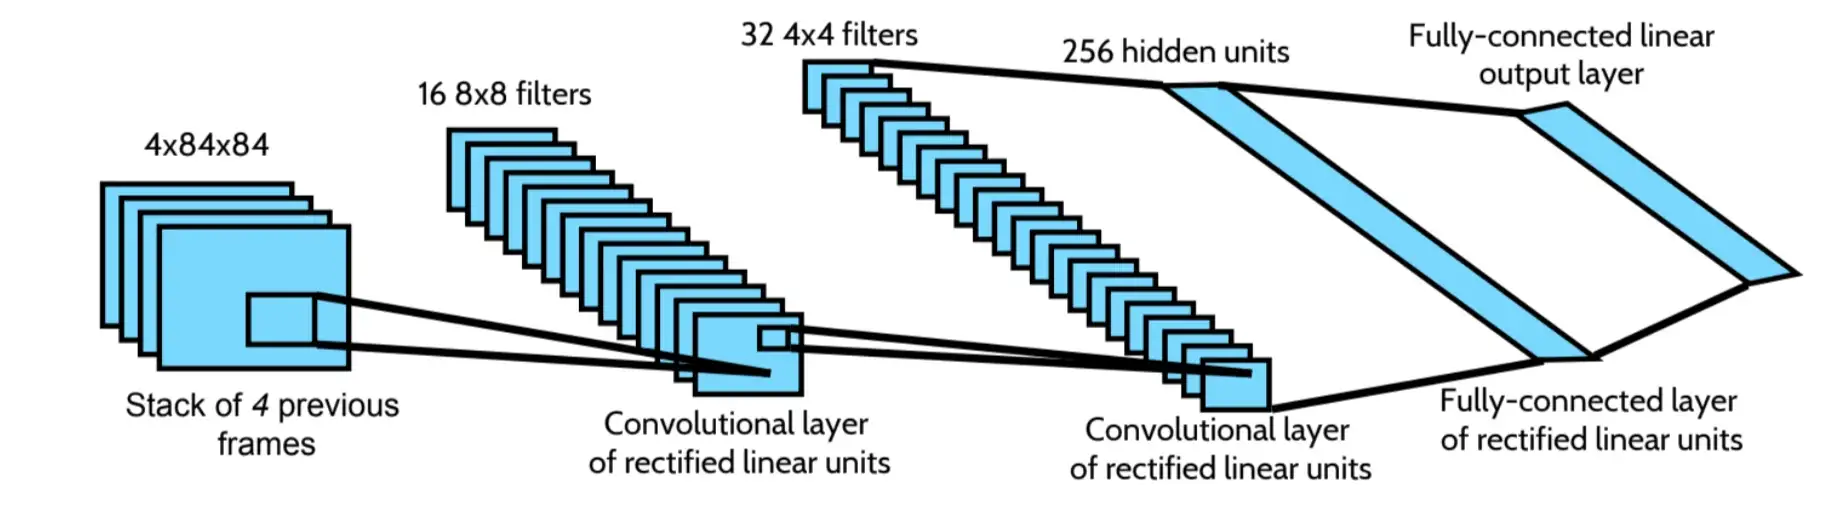 4x84x84
Stack of 4 previous
frames
16 8x8 filters
Convolutional layer
of rectified linear units
32 4x4 filters
Convolutional layer
of rectified linear units
256 hidden units
Fully-connected layer
of rectified linear units
Fully-connected linear
output layer